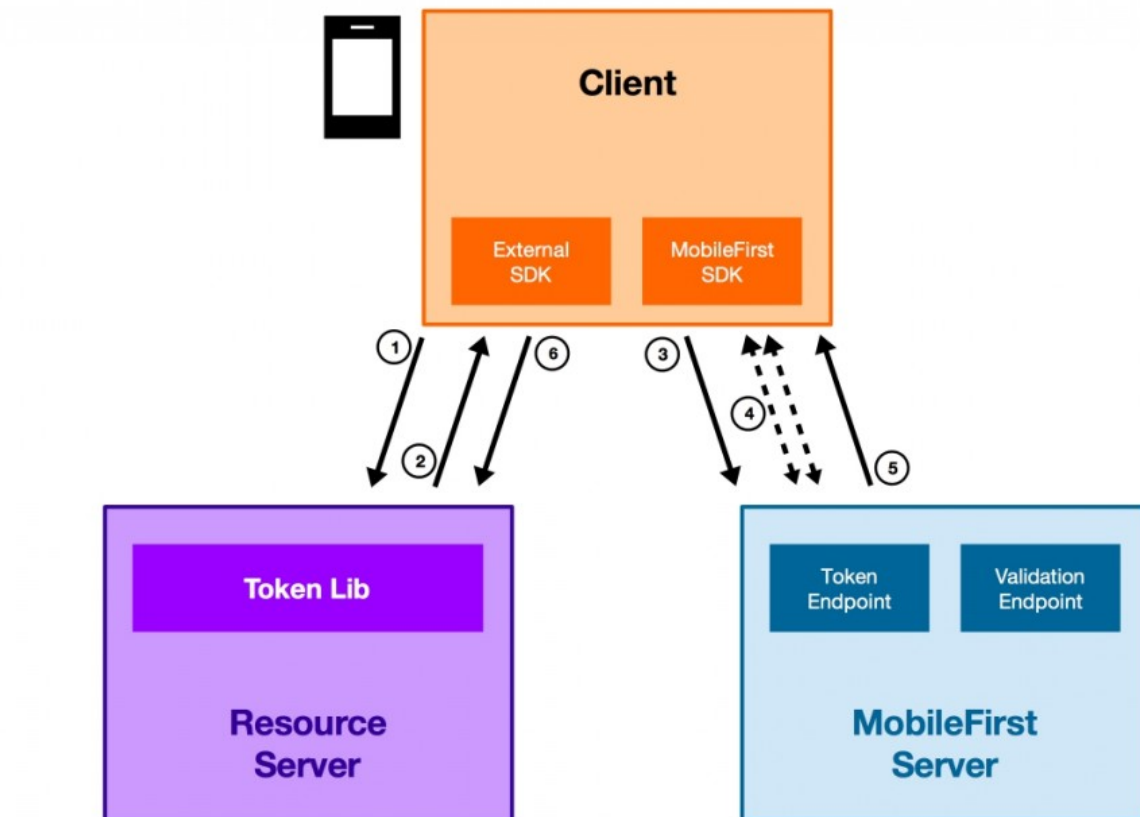 Client
External
SDK
MobileFirst
SDK
1
6
3
4
2
5
Token Lib
Token
Endpoint
Validation
Endpoint
Resource
Server
MobileFirst
Server